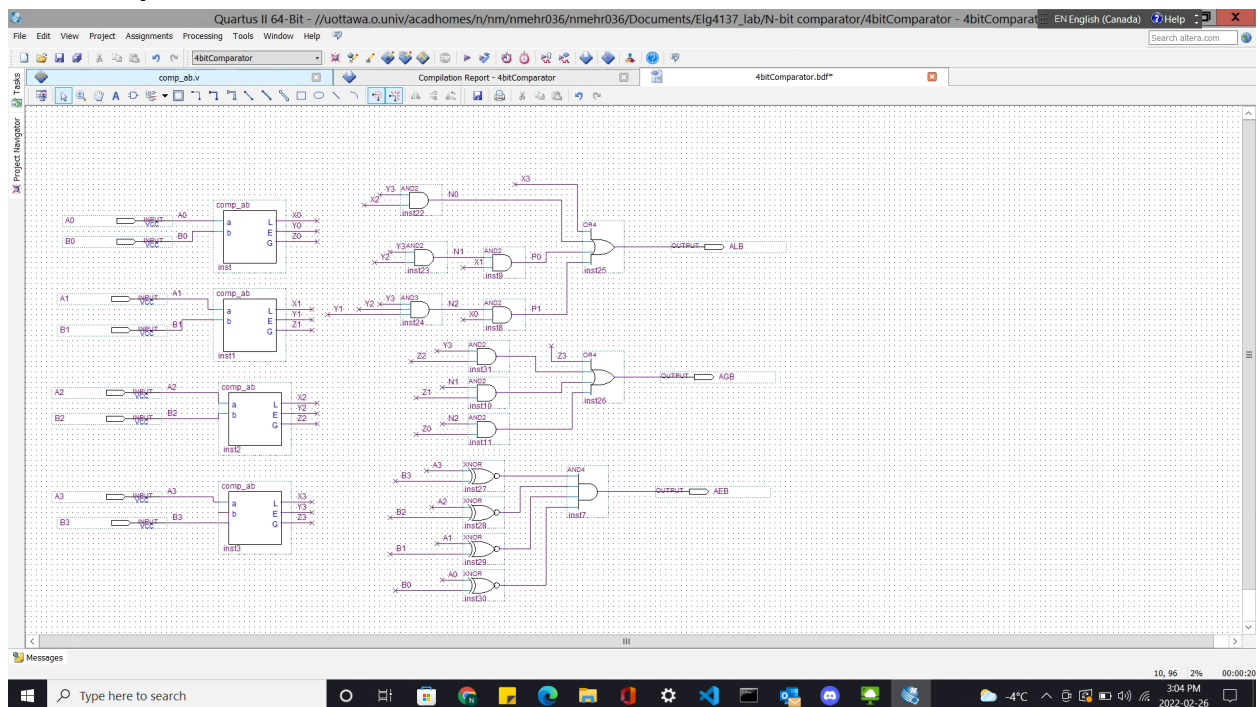 Quartus II 64-Bit - //uottawa.o.univ/acadhomes/n/nm/nmehr036/nmehr036/Documents/Elg4137_lab/N-bit comparator/4bitComparator - 4bitComparat
EN English (Canada) Help
File Edit View Project Assignments Processing Tools Window Help
Search altera.com
4bitComparator
Tasks
comp_ab.v
Compilation Report - 4bitComparator
4bitComparator.bdf*
Project Navigator
X3
Y3 AND2 N0
X2
inst22
comp_ab
A0 INPUT VCC A0 a L X0
E Y0
B0 INPUT VCC B0 b G Z0
inst
OR4
OUTPUT ALB
inst25
Y3 AND2 N1 AND2 P0
Y2 X1
inst23 inst9
comp_ab
A1 INPUT VCC A1 a L X1
E Y1
B1 INPUT VCC B1 b G Z1
inst1
Y1 Y2 Y3 AND3 N2 AND2 P1
X0
inst24 inst8
Y3 AND2
Z2
inst31
Z3 OR4
OUTPUT AGB
inst26
N1 AND2
Z1
inst10
N2 AND2
Z0
inst11
comp_ab
A2 INPUT VCC A2 a L X2
E Y2
B2 INPUT VCC B2 b G Z2
inst2
A3 XNOR
B3
inst27
AND4
OUTPUT AEB
inst7
A2 XNOR
B2
inst28
comp_ab
A3 INPUT VCC A3 a L X3
E Y3
B3 INPUT VCC B3 b G Z3
inst3
A1 XNOR
B1
inst29
A0 XNOR
B0
inst30
Messages
10, 96 2% 00:00:20
Type here to search
-4°C
3:04 PM
2022-02-26